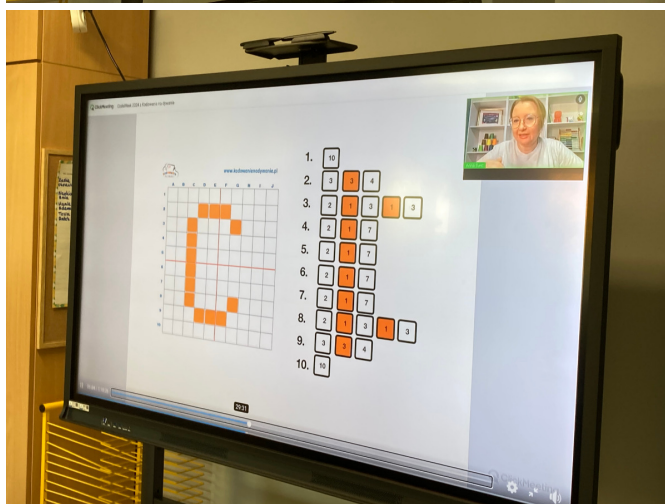 ClickMeeting
www.kodowanienadywanie.pl
A B C D E F G H I J
1
2
3
4
5
6
7
8
9
10
1. 10
2. 3 3 4
3. 2 1 3 1 3
4. 2 1 7
5. 2 1 7
6. 2 1 7
7. 2 1 7
8. 2 1 3 1 3
9. 3 3 4
10. 10
29:31
ClickMeeting